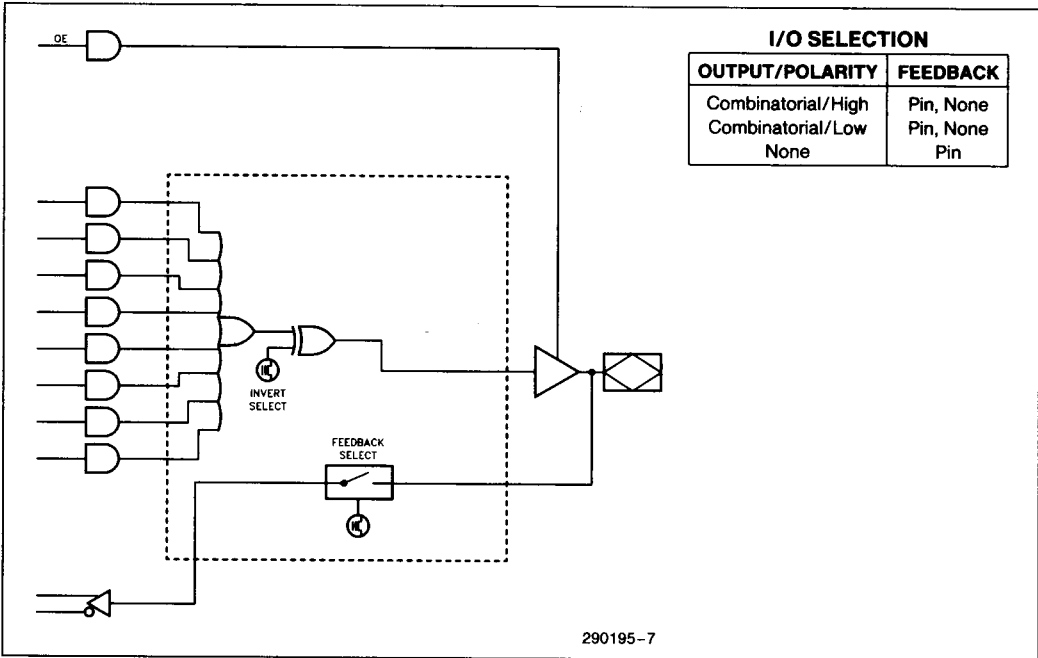 OE
I/O SELECTION
OUTPUT/POLARITY FEEDBACK
Combinatorial/High Pin, None
Combinatorial/Low Pin, None
None Pin
INVERT
SELECT
FEEDBACK
SELECT
290195-7